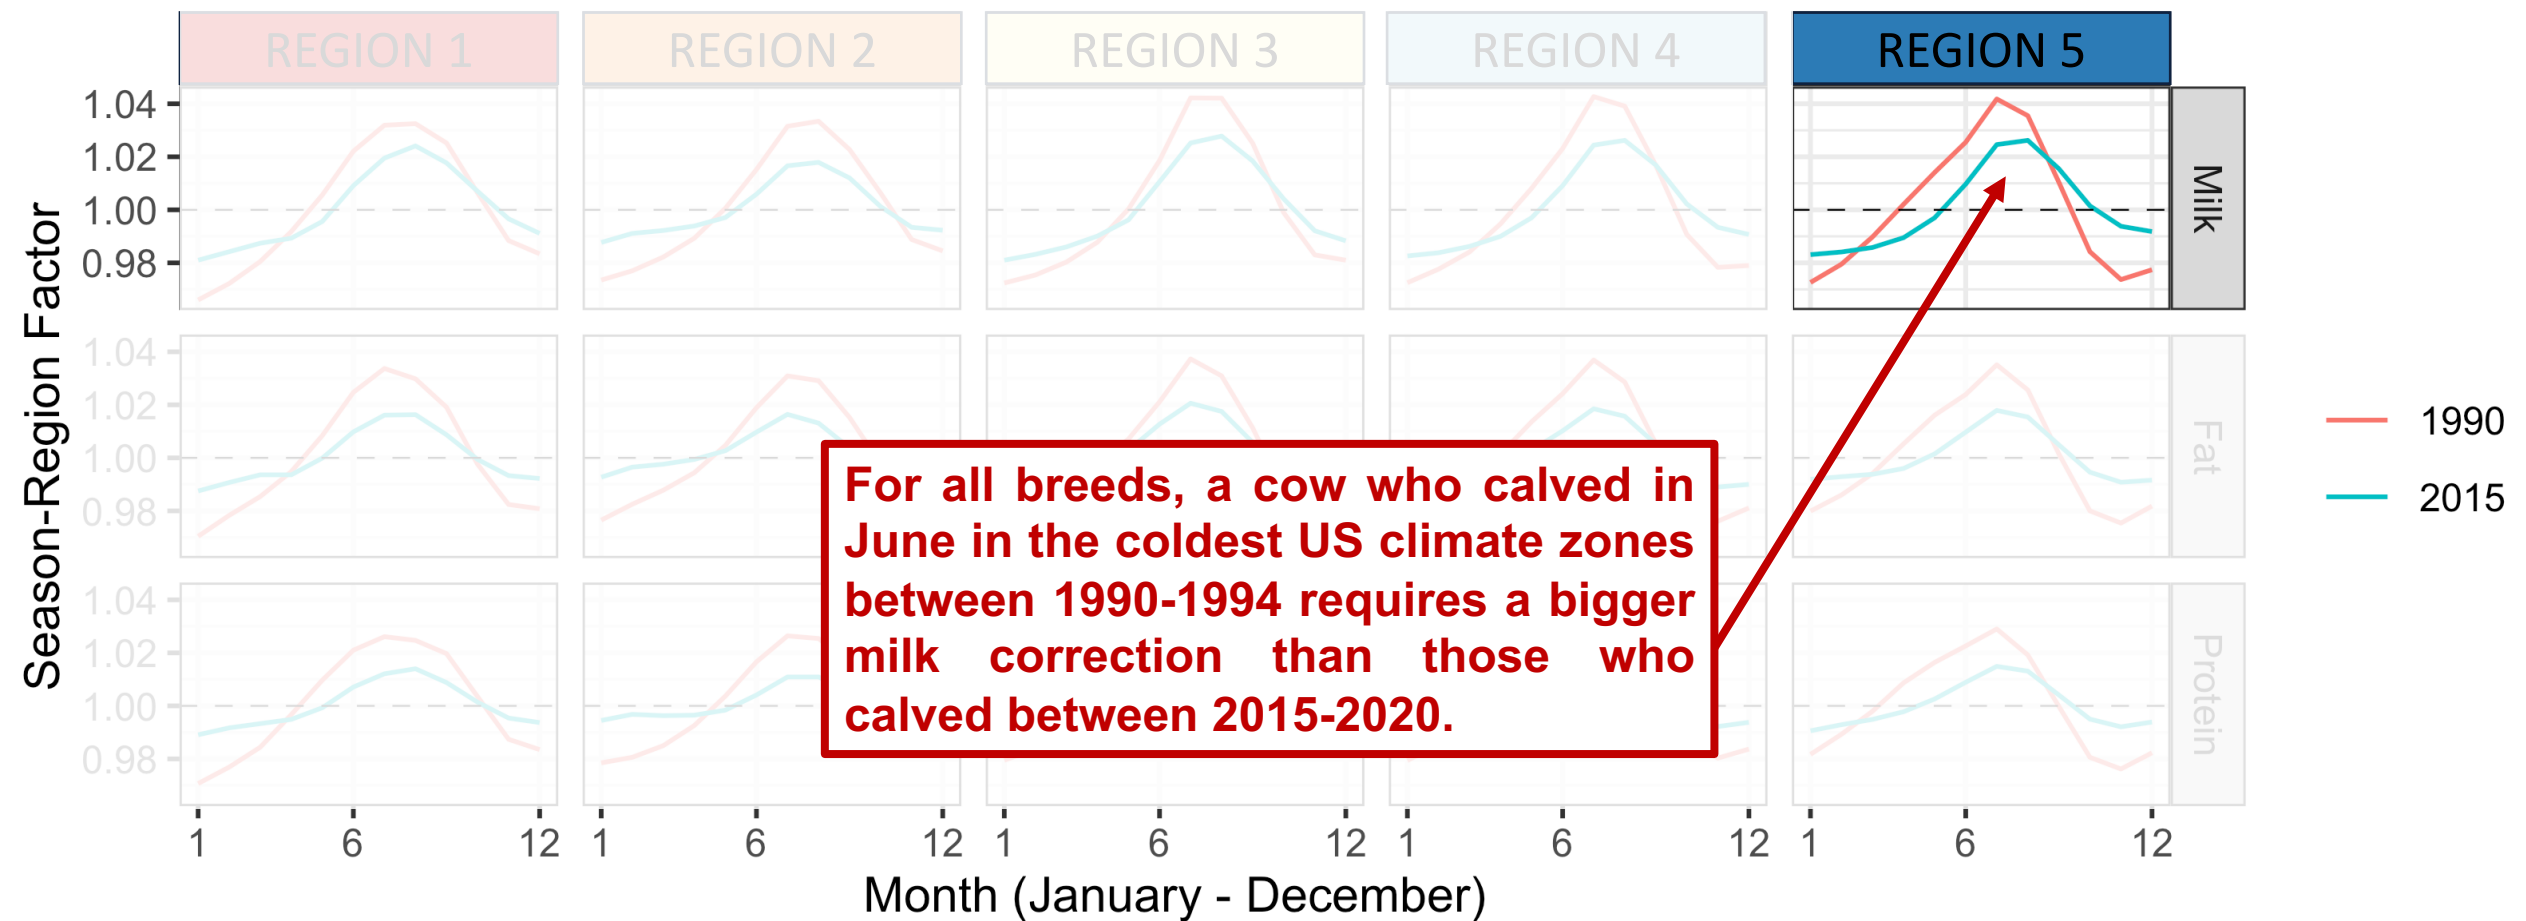 REGION 1
REGION 2
REGION 3
REGION 4
REGION 5
Season-Region Factor
1.04
1.02
1.00
0.98
Milk
1.04
1.02
1.00
0.98
Fat
1.04
1.02
1.00
0.98
Protein
For all breeds, a cow who calved in
June in the coldest US climate zones
between 1990-1994 requires a bigger
milk correction than those who
calved between 2015-2020.
1990
2015
1 6 12
1 6 12
1 6 12
1 6 12
1 6 12
Month (January - December)